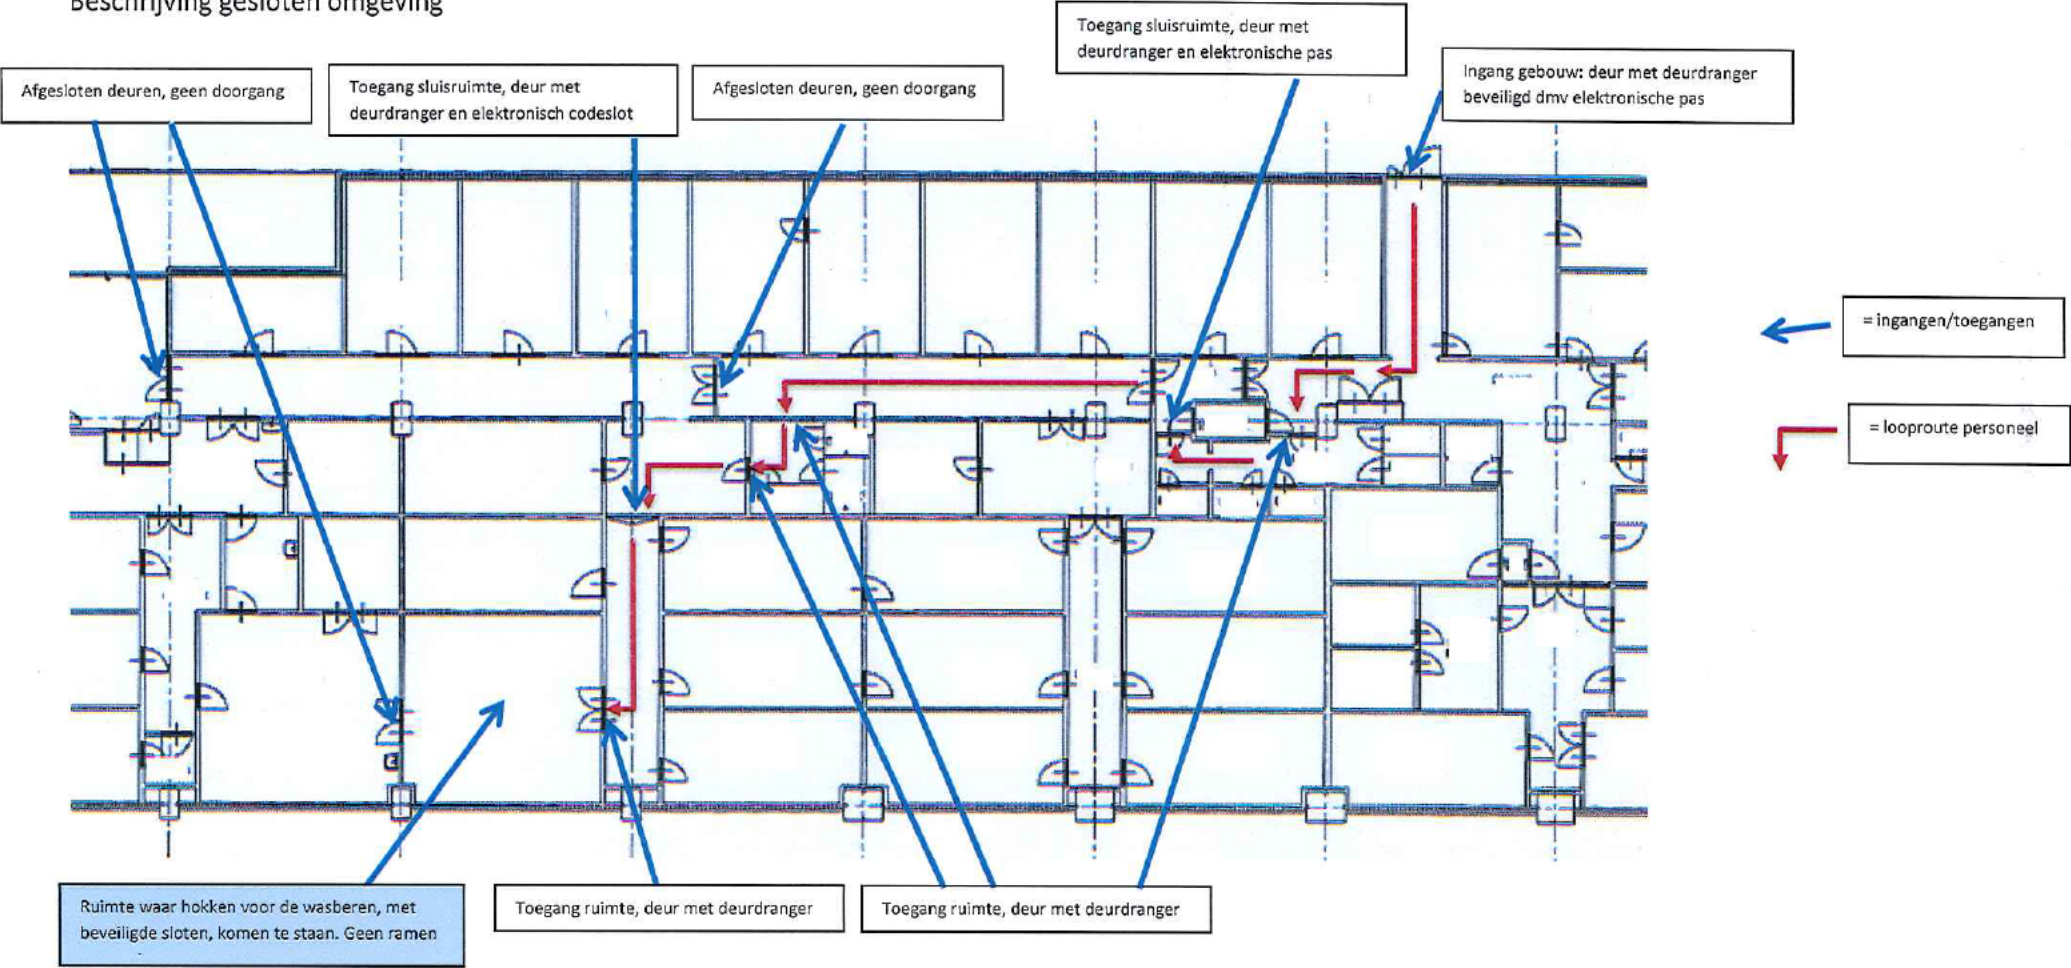 Beschrijving gesloten omgeving
Toegang sluisruimte, deur met
deurdranger en elektronische pas
Ingang gebouw: deur met deurdranger
beveiligd dmv elektronische pas
Afgesloten deuren, geen doorgang
Toegang sluisruimte, deur met
deurdranger en elektronisch codeslot
Afgesloten deuren, geen doorgang
= ingangen/toegangen
= looproute personeel
Ruimte waar hokken voor de wasberen, met
beveiligde sloten, komen te staan. Geen ramen
Toegang ruimte, deur met deurdranger
Toegang ruimte, deur met deurdranger